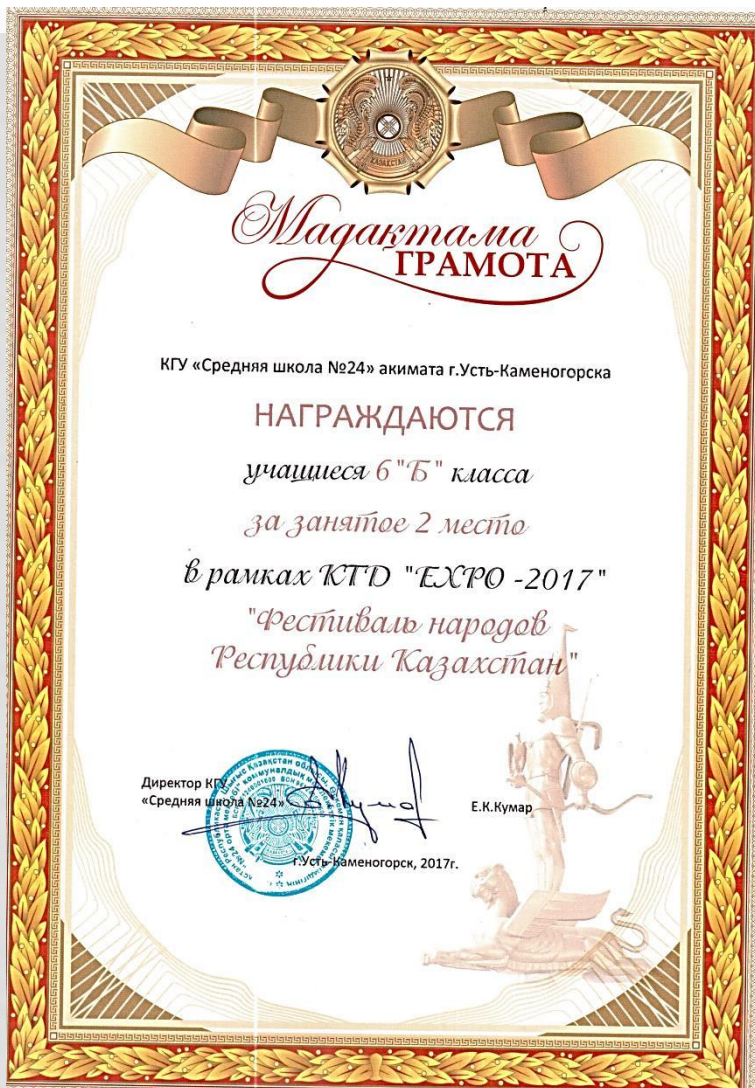 ҚАЗАҚСТАН
Мадақтама
ГРАМОТА
КГУ «Средняя школа №24» акимата г.Усть-Каменогорска
НАГРАЖДАЮТСЯ
учащиеся 6 "Б" класса
за занятое 2 место
в рамках КТД "EXPO -2017"
"Фестиваль народов
Республики Казахстан"
Директор КГУ
«Средняя школа №24»
Е.К.Кумар
г.Усть-Каменогорск, 2017г.